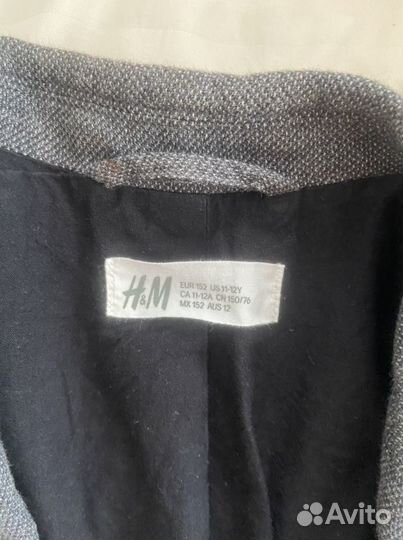 H&M
EUR 152 US 11-12Y
CA 11-12A CN 150/76
MX 152 AUS 12
Avito